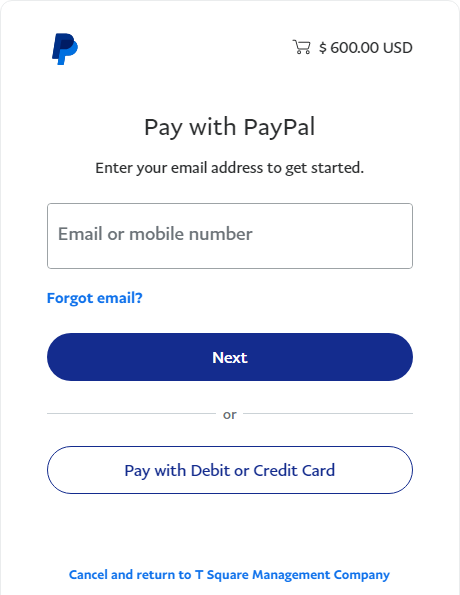 $ 600.00 USD
Pay with PayPal
Enter your email address to get started.
Email or mobile number
Forgot email?
Next
or
Pay with Debit or Credit Card
Cancel and return to T Square Management Company